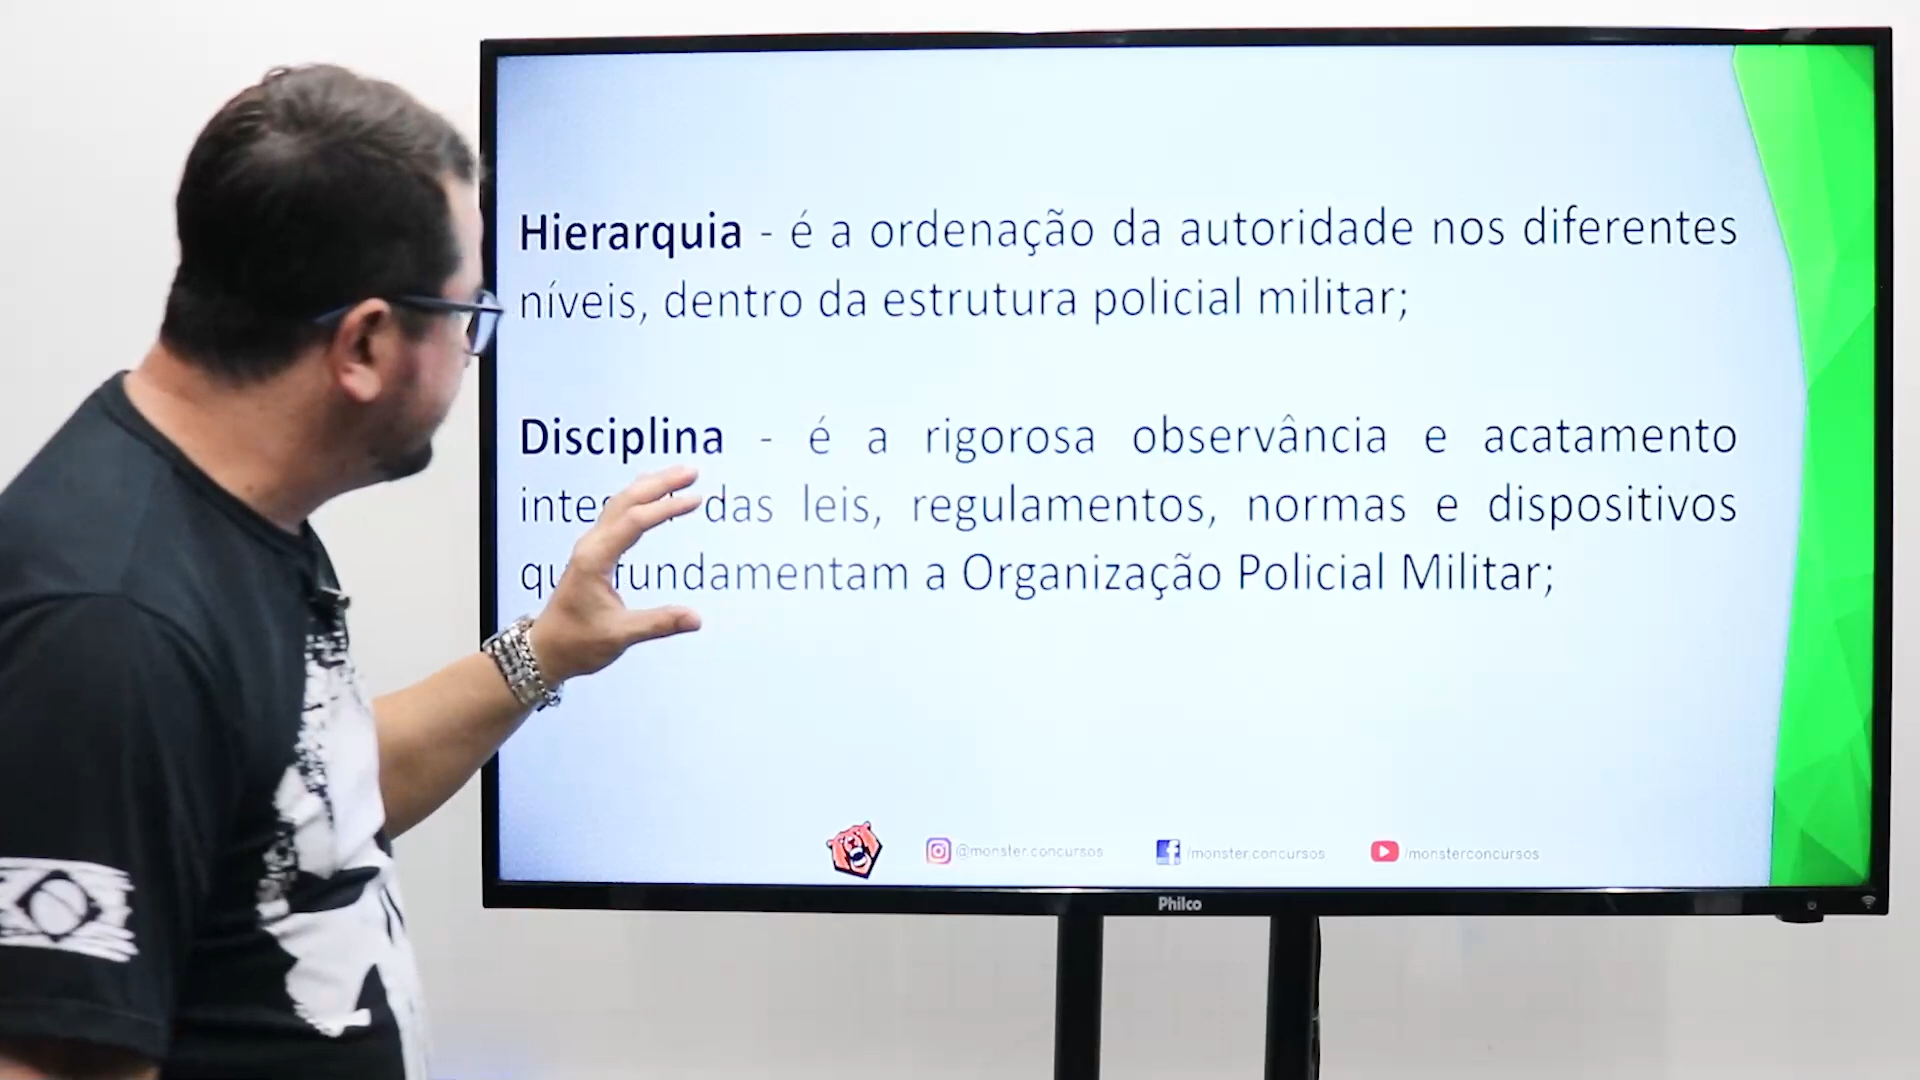 Hierarquia - é a ordenação da autoridade nos diferentes
níveis, dentro da estrutura policial militar;
Disciplina - é a rigorosa observância e acatamento
das leis, regulamentos, normas e dispositivos
fundamentam a Organização Policial Militar;
@monster.concursos
/monster.concursos
/monsterconcursos
Philco